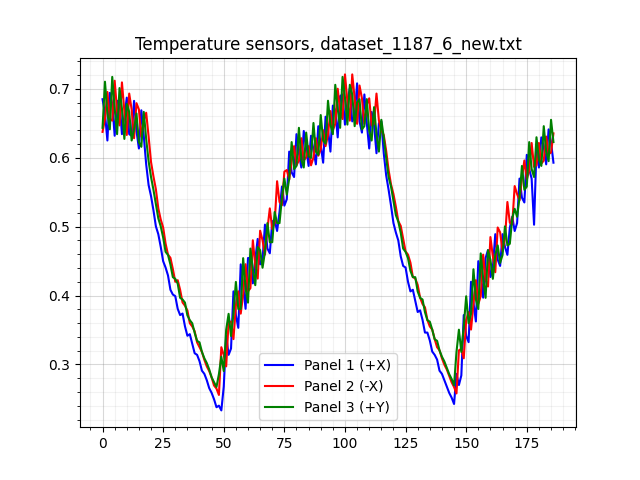 Temperature sensors, dataset_1187_6_new.txt
0.7
0.6
0.5
0.4
0.3
Panel 1 (+X)
Panel 2 (-X)
Panel 3 (+Y)
0 25 50 75 100 125 150 175